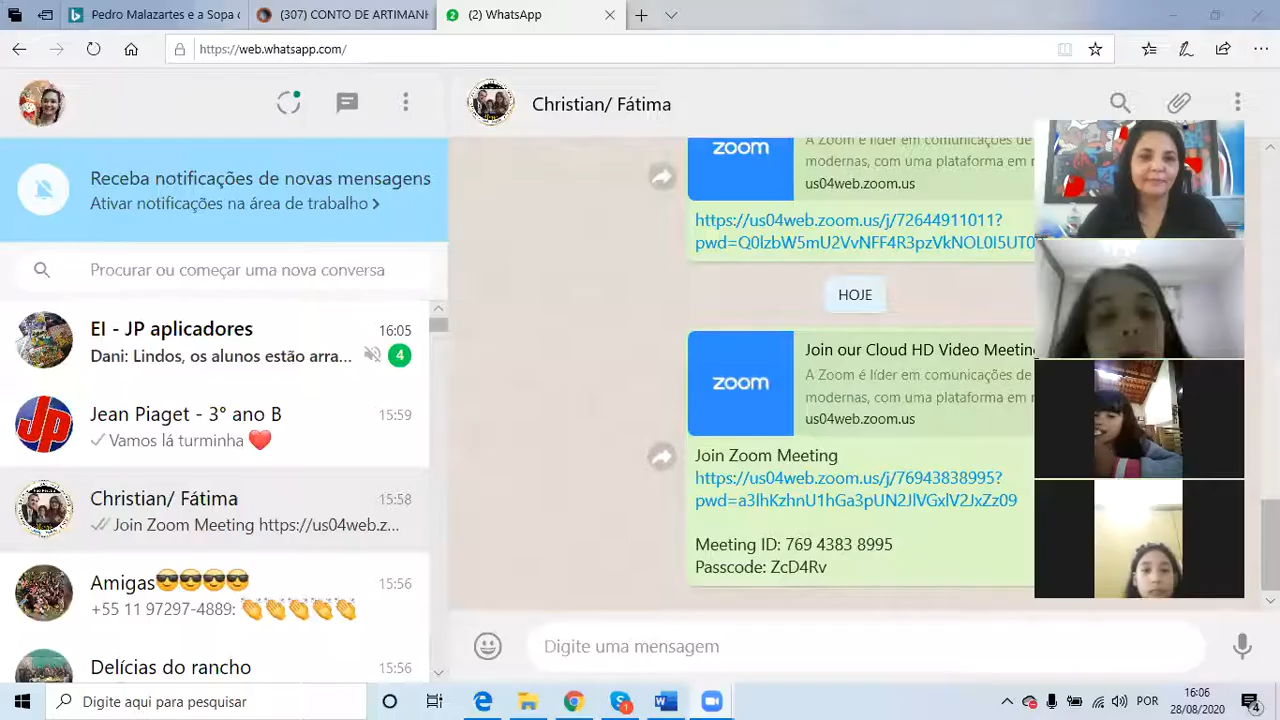 Pedro Malazartes e a Sopa
(307) CONTO DE ARTIMANH
(2) WhatsApp
https://web.whatsapp.com/
Christian/ Fátima
Receba notificações de novas mensagens
Ativar notificações na área de trabalho >
Procurar ou começar uma nova conversa
EI - JP aplicadores 16:05
Dani: Lindos, os alunos estão arra... 4
Jean Piaget - 3° ano B 15:59
Vamos lá turminha ❤️
Christian/ Fátima 15:58
Join Zoom Meeting https://us04web.z...
Amigas😎😎😎😎 15:56
+55 11 97297-4889: 👏👏👏👏👏
Delícias do rancho 15:56
zoom
A Zoom é líder em comunicações de
modernas, com uma plataforma em
us04web.zoom.us
https://us04web.zoom.us/j/72644911011?
HOJE
zoom
Join our Cloud HD Video Meetin
A Zoom é líder em comunicações de
modernas, com uma plataforma em
us04web.zoom.us
Join Zoom Meeting
https://us04web.zoom.us/j/76943838995?
pwd=a3lhKzhnU1hGa3pUN2JlVGxlV2JxZz09
Meeting ID: 769 4383 8995
Passcode: ZcD4Rv
Digite uma mensagem
Digite aqui para pesquisar
POR
16:06
28/08/2020
4